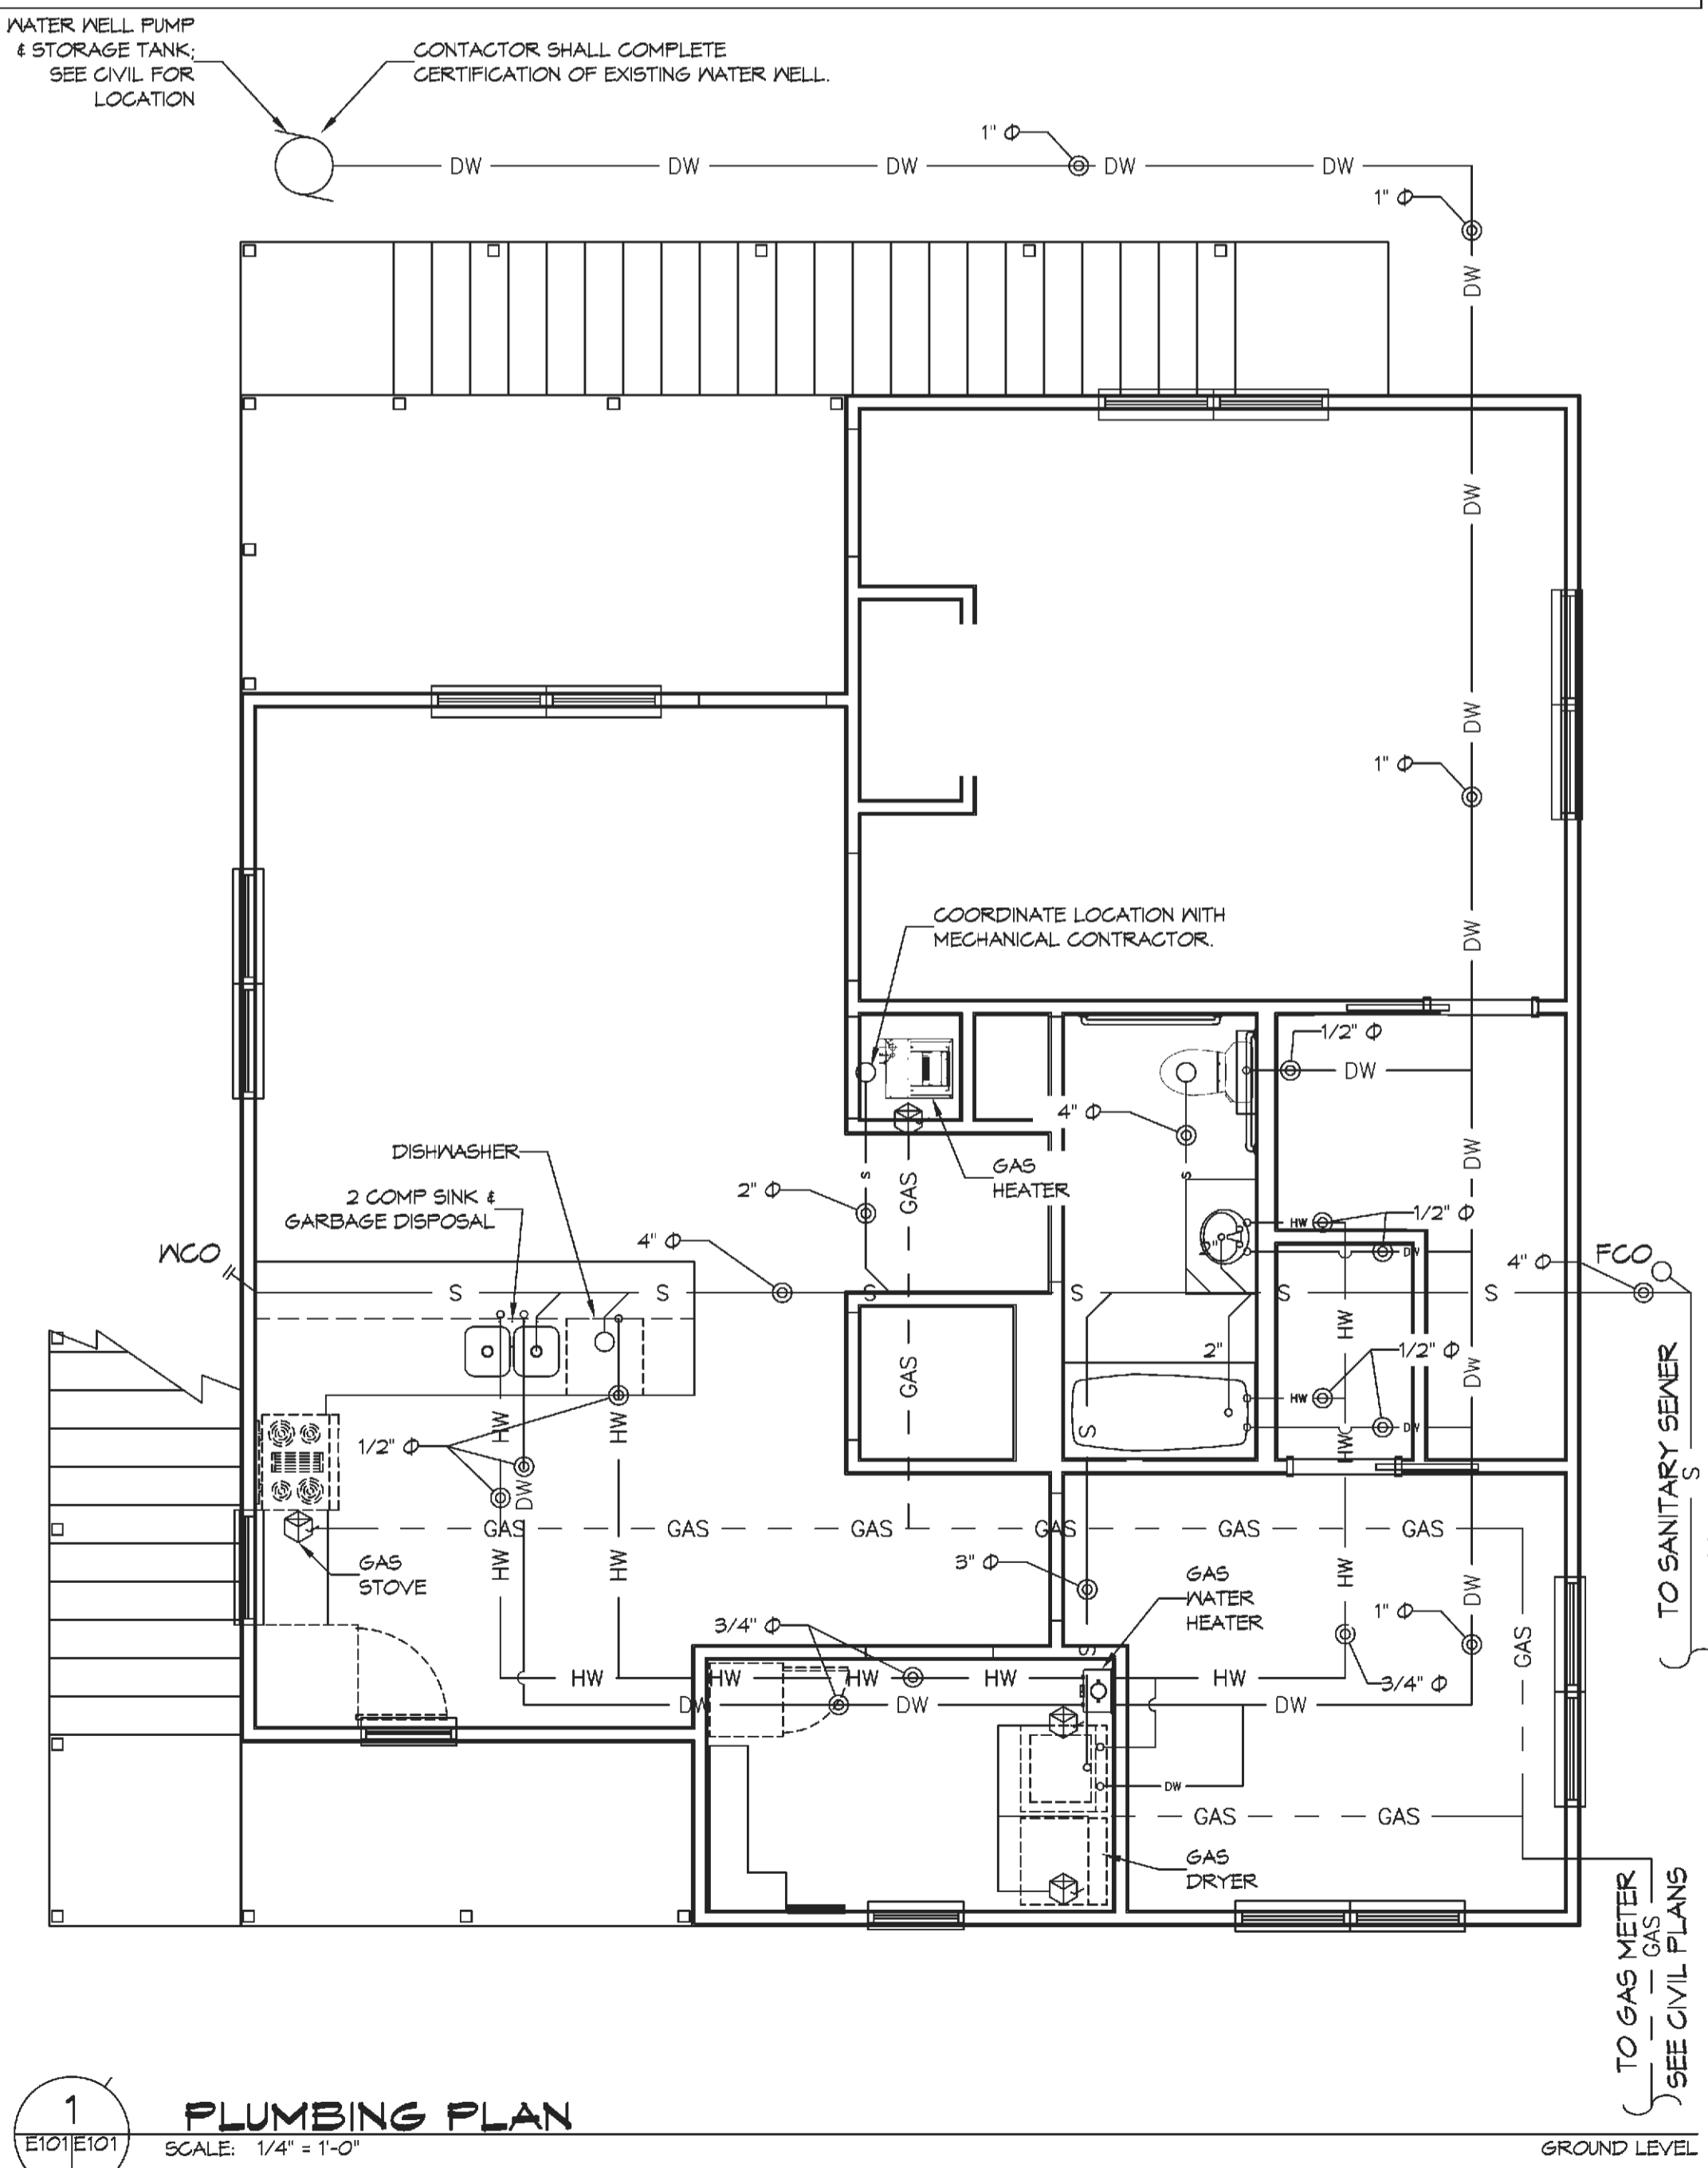 WATER WELL PUMP
& STORAGE TANK;
SEE CIVIL FOR
LOCATION
CONTACTOR SHALL COMPLETE
CERTIFICATION OF EXISTING WATER WELL.
1" Ø
DW DW DW DW DW
1" Ø
DW
DW
DW
1" Ø
DW
COORDINATE LOCATION WITH
MECHANICAL CONTRACTOR.
1/2" Ø
DW
4" Ø
DISHWASHER
GAS
HEATER
2 COMP SINK &
GARBAGE DISPOSAL
2" Ø
S
GAS
S
DW
HW
1/2" Ø
2"
DW
WCO
4" Ø
4" Ø
FCO
S S S S S S
HW
2"
1/2" Ø
GAS
DW
HW
DW
1/2" Ø
HW
DW
HW
S
HW
TO SANITARY SEWER
S
GAS GAS GAS GAS GAS GAS
GAS
STOVE
HW
HW
3" Ø
GAS
WATER
HEATER
HW
DW
1" Ø
3/4" Ø
S
GAS
HW HW HW HW HW
3/4" Ø
DW DW DW
DW
GAS GAS
GAS
DRYER
TO GAS METER
GAS
SEE CIVIL PLANS
1
E101 E101
PLUMBING PLAN
SCALE: 1/4" = 1'-0"
GROUND LEVEL